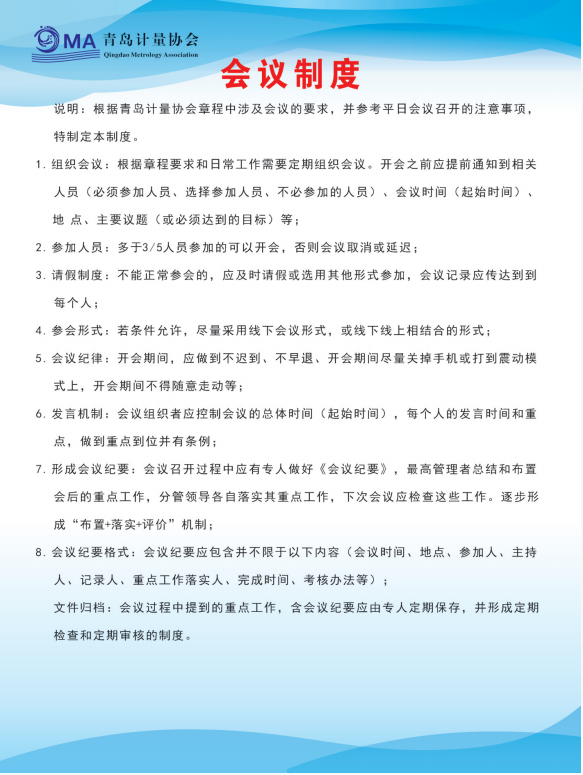 QMA 青岛计量协会
Qingdao Metrology Association
会议制度
说明：根据青岛计量协会章程中涉及会议的要求，并参考平日会议召开的注意事项，
特制定本制度。
1. 组织会议：根据章程要求和日常工作需要定期组织会议。开会之前应提前通知到相关
人员（必须参加人员、选择参加人员、不必参加的人员）、会议时间（起始时间）、
地 点、主要议题（或必须达到的目标）等；
2. 参加人员：多于3/5人员参加的可以开会，否则会议取消或延迟；
3. 请假制度：不能正常参会的，应及时请假或选用其他形式参加，会议记录应传达到到
每个人；
4. 参会形式：若条件允许，尽量采用线下会议形式，或线下线上相结合的形式；
5. 会议纪律：开会期间，应做到不迟到、不早退、开会期间尽量关掉手机或打到震动模
式上，开会期间不得随意走动等；
6. 发言机制：会议组织者应控制会议的总体时间（起始时间），每个人的发言时间和重
点，做到重点到位并有条例；
7. 形成会议纪要：会议召开过程中应有专人做好《会议纪要》，最高管理者总结和布置
会后的重点工作，分管领导各自落实其重点工作，下次会议应检查这些工作。逐步形
成“布置+落实+评价”机制；
8. 会议纪要格式：会议纪要应包含并不限于以下内容（会议时间、地点、参加人、主持
人、记录人、重点工作落实人、完成时间、考核办法等）；
文件归档：会议过程中提到的重点工作，含会议纪要应由专人定期保存，并形成定期
检查和定期审核的制度。